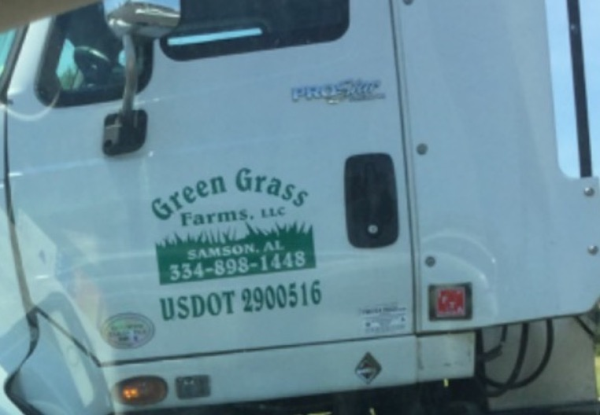 PROStar
Green Grass
Farms, LLC
SAMSON, AL
334-898-1448
USDOT 2900516